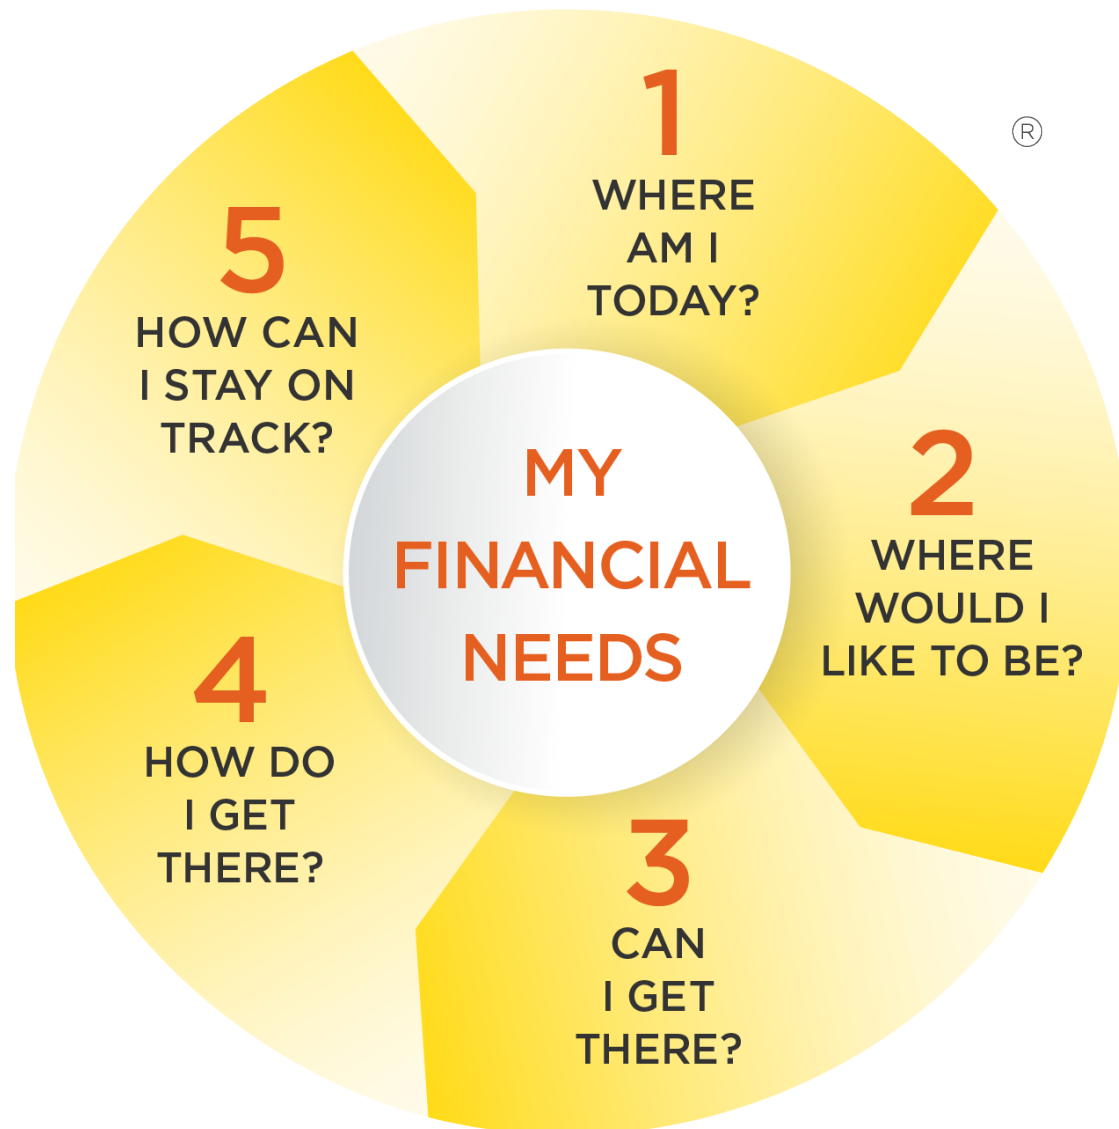 1
WHERE
AM I
TODAY?
®
2
WHERE
WOULD I
LIKE TO BE?
3
CAN
I GET
THERE?
4
HOW DO
I GET
THERE?
5
HOW CAN
I STAY ON
TRACK?
MY
FINANCIAL
NEEDS